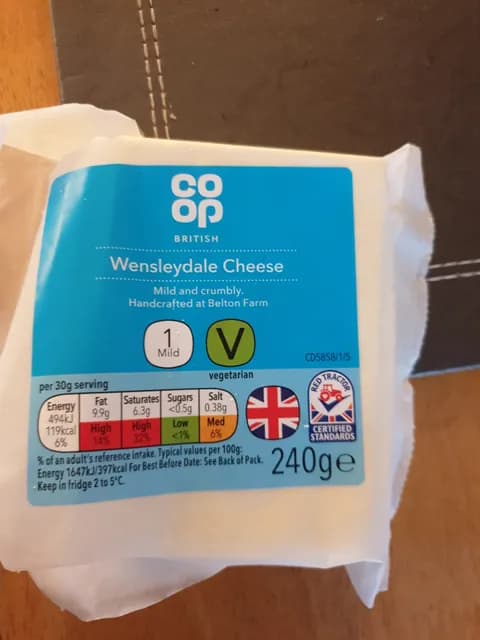 CO
OP
BRITISH
Wensleydale Cheese
Mild and crumbly.
Handcrafted at Belton Farm
1
Mild
V
vegetarian
CD5858/1/5
per 30g serving
Energy
494kJ
119kcal
6%
Fat
9.9g
High
14%
Saturates
6.3g
High
32%
Sugars
<0.5g
Low
<1%
Salt
0.38g
Med
6%
RED TRACTOR
CERTIFIED
STANDARDS
% of an adult's reference intake. Typical values per 100g:
Energy 1647kJ/397kcal For Best Before Date: See Back of Pack.
Keep in fridge 2 to 5°C.
240g℮